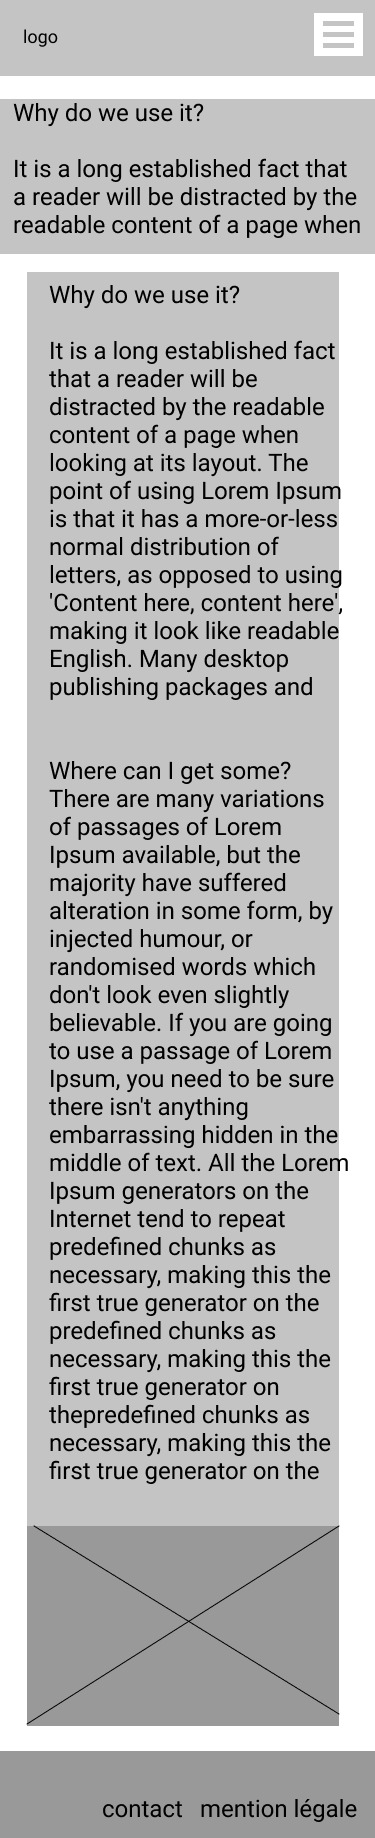 logo
Why do we use it?
It is a long established fact that
a reader will be distracted by the
readable content of a page when
Why do we use it?
It is a long established fact
that a reader will be
distracted by the readable
content of a page when
looking at its layout. The
point of using Lorem Ipsum
is that it has a more-or-less
normal distribution of
letters, as opposed to using
'Content here, content here',
making it look like readable
English. Many desktop
publishing packages and
Where can I get some?
There are many variations
of passages of Lorem
Ipsum available, but the
majority have suffered
alteration in some form, by
injected humour, or
randomised words which
don't look even slightly
believable. If you are going
to use a passage of Lorem
Ipsum, you need to be sure
there isn't anything
embarrassing hidden in the
middle of text. All the Lorem
Ipsum generators on the
Internet tend to repeat
predefined chunks as
necessary, making this the
first true generator on the
predefined chunks as
necessary, making this the
first true generator on
thepredefined chunks as
necessary, making this the
first true generator on the
contact mention légale